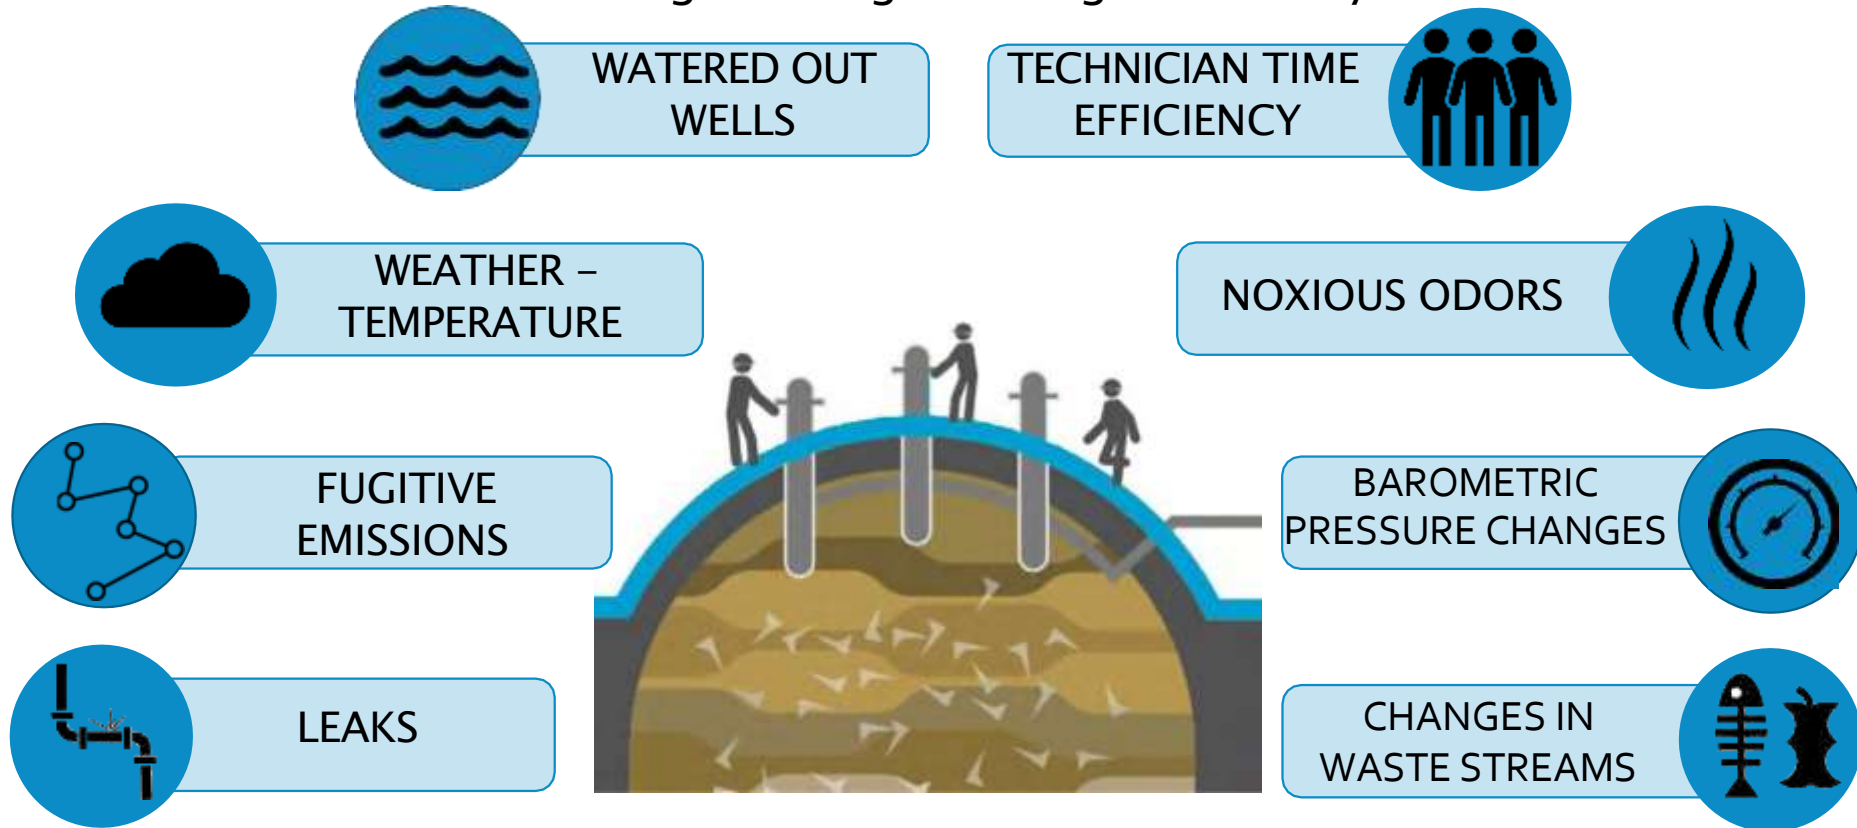 WATERED OUT
WELLS
TECHNICIAN TIME
EFFICIENCY
WEATHER –
TEMPERATURE
NOXIOUS ODORS
FUGITIVE
EMISSIONS
BAROMETRIC
PRESSURE CHANGES
LEAKS
CHANGES IN
WASTE STREAMS